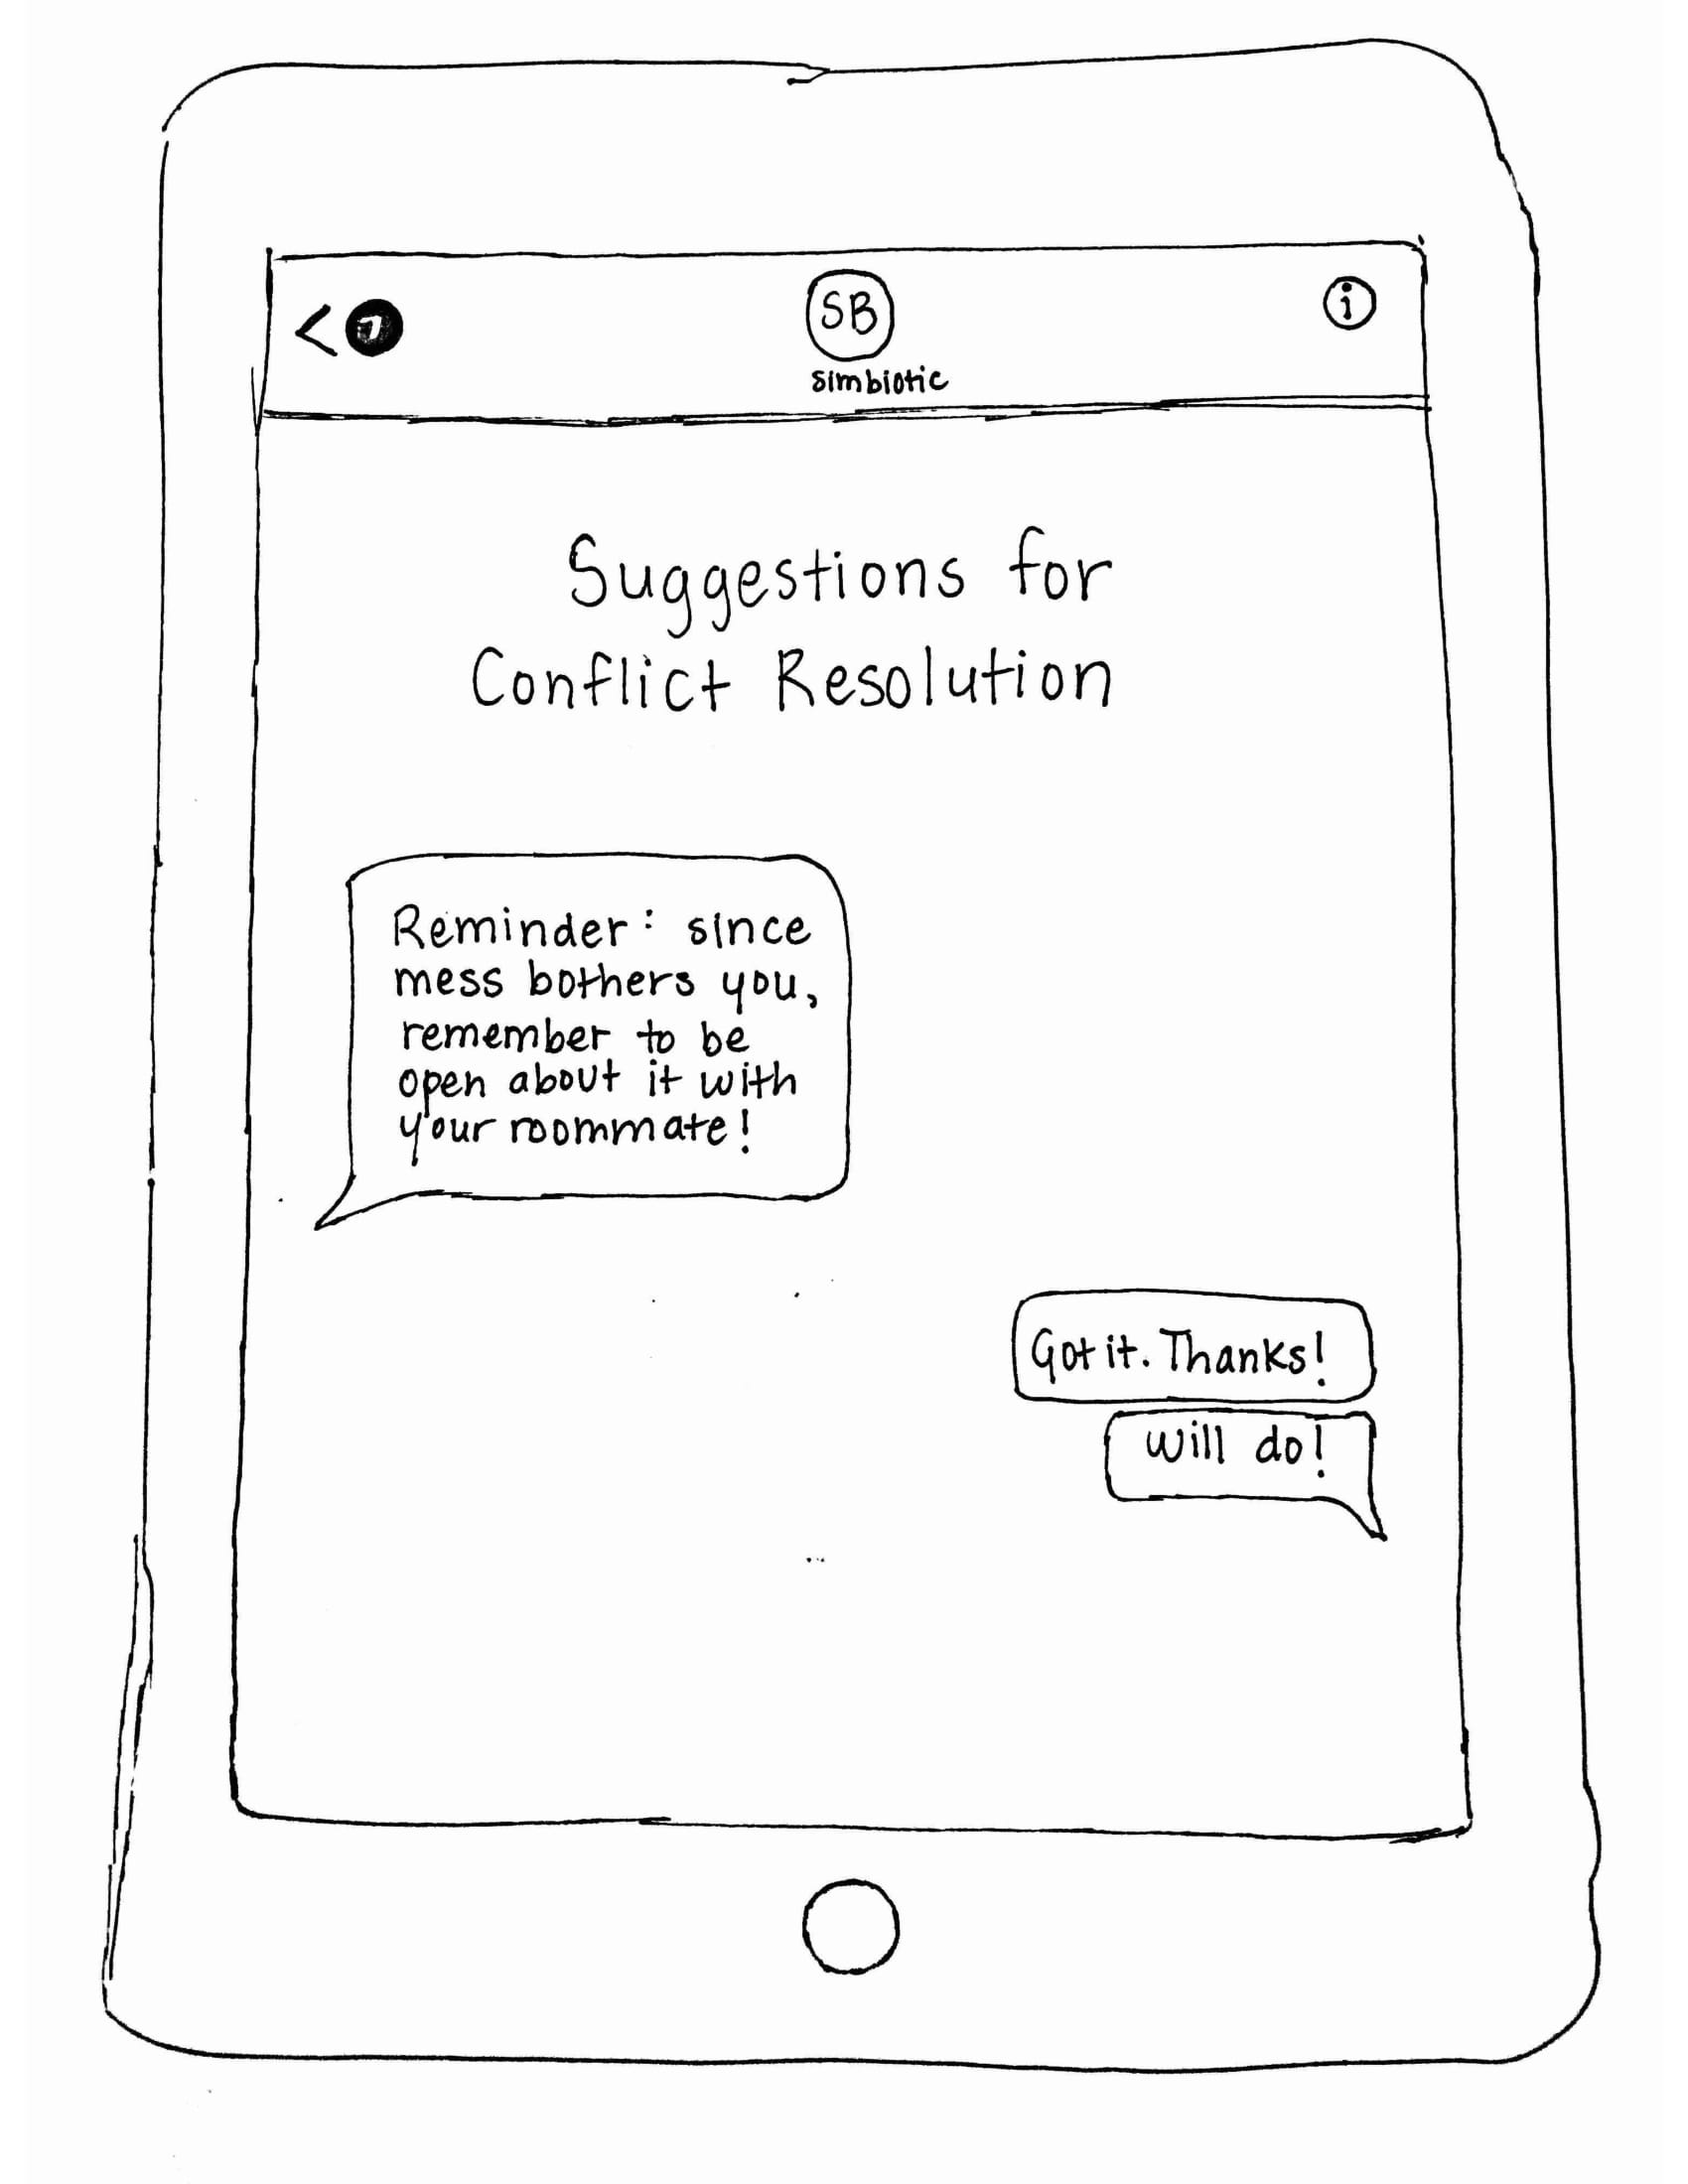 < 1
SB
i
simbiotic
Suggestions for
Conflict Resolution
Reminder: since
mess bothers you,
remember to be
open about it with
your roommate!
Got it. Thanks!
Will do!